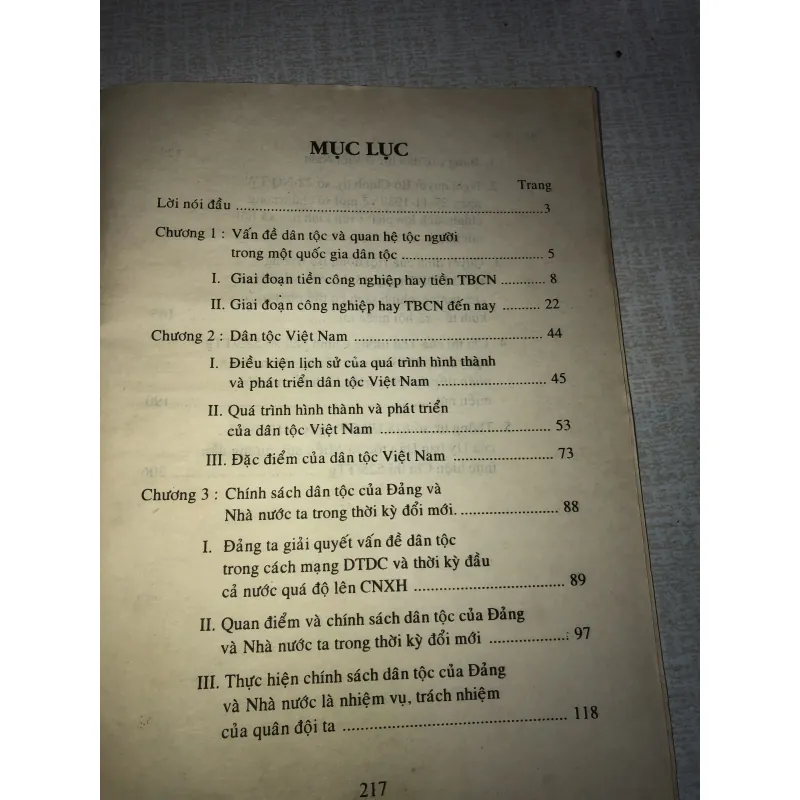 MỤC LỤC
Trang
Lời nói đầu ........ 3
Chương 1 : Vấn đề dân tộc và quan hệ tộc người
trong một quốc gia dân tộc ........ 5
I. Giai đoạn tiền công nghiệp hay tiền TBCN ........ 8
II. Giai đoạn công nghiệp hay TBCN đến nay ........ 22
Chương 2 : Dân tộc Việt Nam ........ 44
I. Điều kiện lịch sử của quá trình hình thành
và phát triển dân tộc Việt Nam ........ 45
II. Quá trình hình thành và phát triển
của dân tộc Việt Nam ........ 53
III. Đặc điểm của dân tộc Việt Nam ........ 73
Chương 3 : Chính sách dân tộc của Đảng và
Nhà nước ta trong thời kỳ đổi mới. ........ 88
I. Đảng ta giải quyết vấn đề dân tộc
trong cách mạng DTDC và thời kỳ đầu
cả nước quá độ lên CNXH ........ 89
II. Quan điểm và chính sách dân tộc của Đảng
và Nhà nước ta trong thời kỳ đổi mới ........ 97
III. Thực hiện chính sách dân tộc của Đảng
và Nhà nước là nhiệm vụ, trách nhiệm
của quân đội ta ........ 118
217